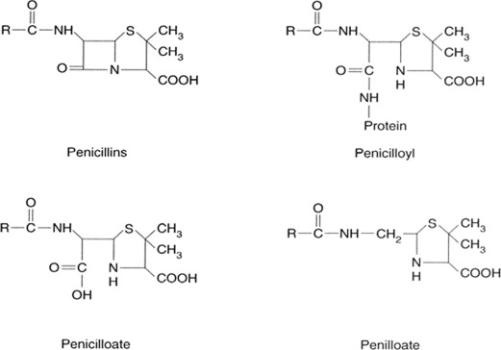 O
R C NH S CH3
CH3
O N COOH
Penicillins
O
R C NH S CH3
CH3
O C N H COOH
NH
Protein
Penicilloyl
O
R C NH S CH3
CH3
O C N H COOH
OH
Penicilloate
O
R C NH CH2 S CH3
CH3
N H COOH
Penilloate